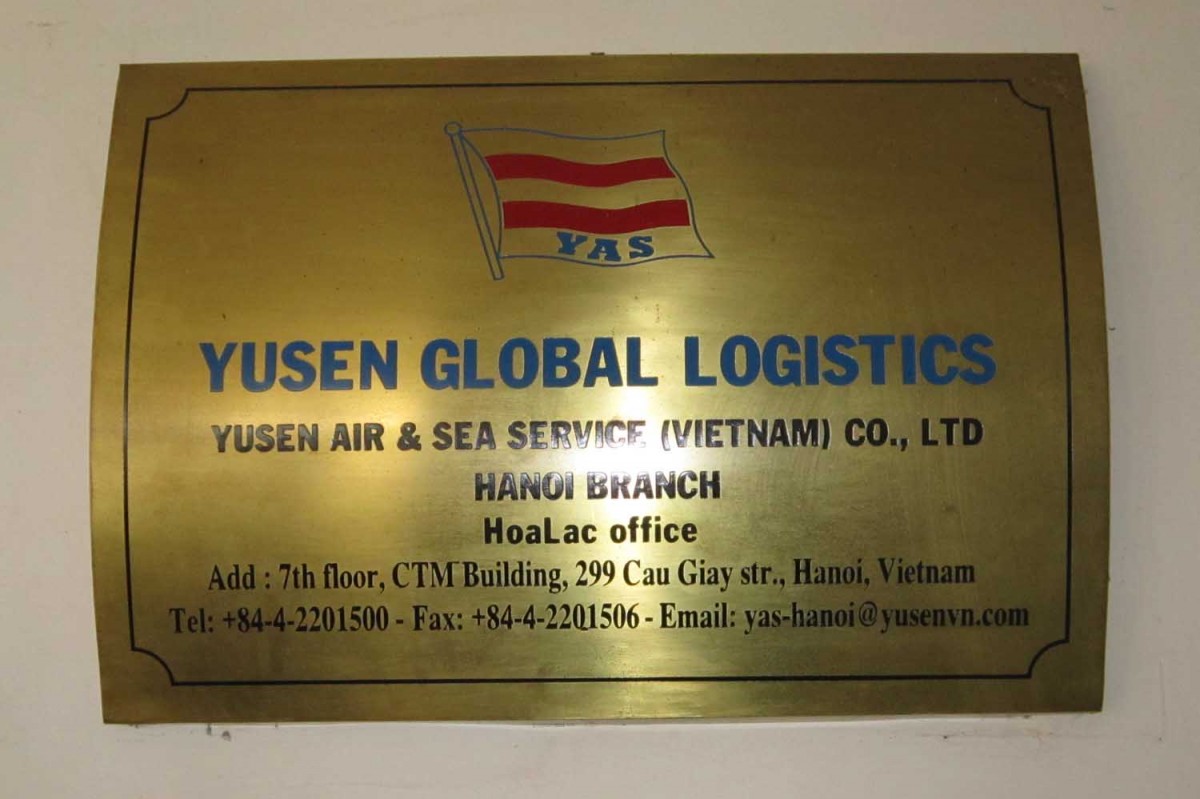 YAS
YUSEN GLOBAL LOGISTICS
YUSEN AIR & SEA SERVICE (VIETNAM) CO., LTD
HANOI BRANCH
HoaLac office
Add : 7th floor, CTM Building, 299 Cau Giay str., Hanoi, Vietnam
Tel: +84-4-2201500 - Fax: +84-4-2201506 - Email: yas-hanoi@yusenvn.com